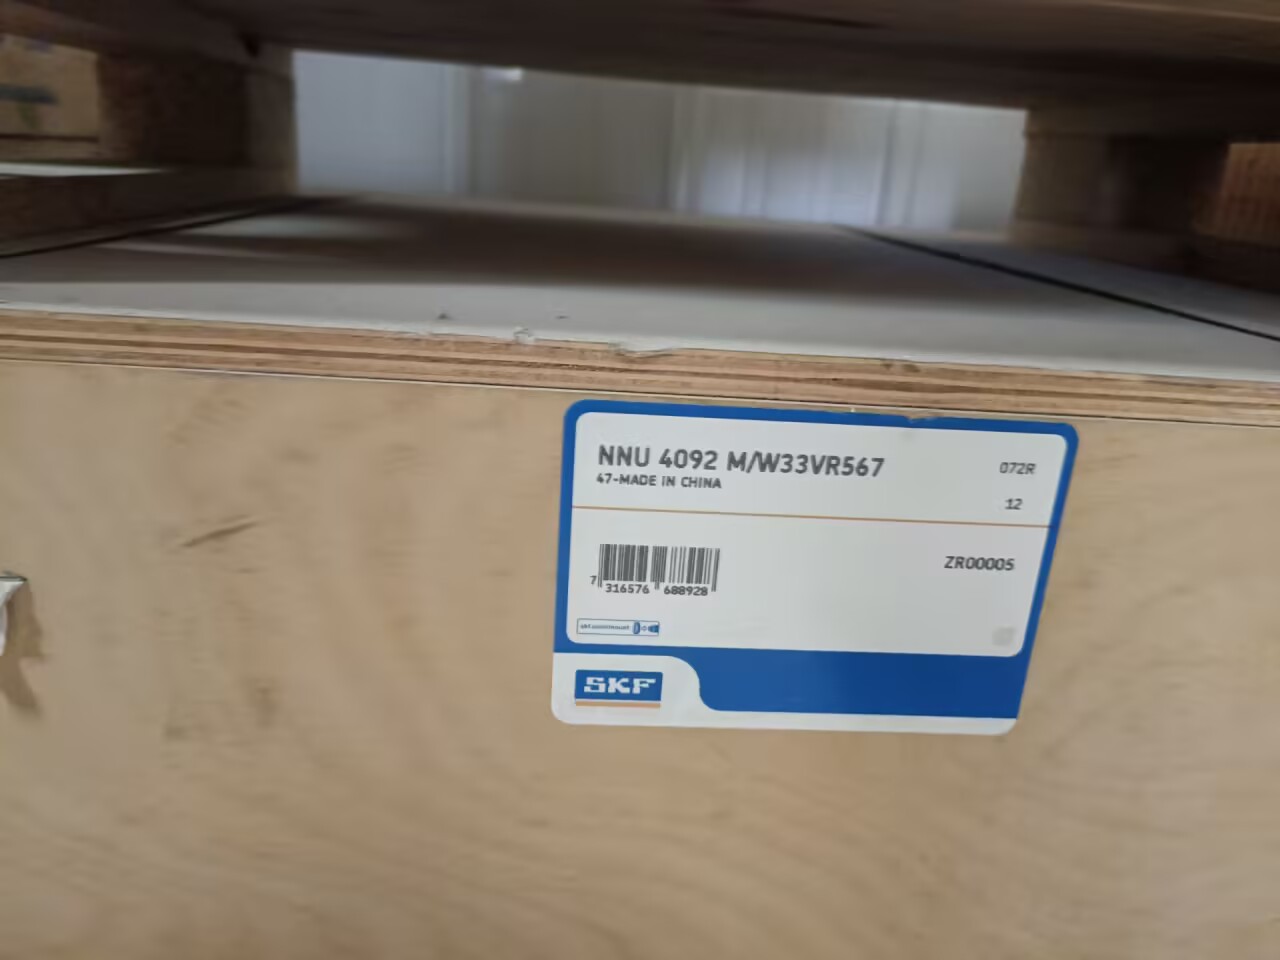 NNU 4092 M/W33VR567
072R
47-MADE IN CHINA
12
ZR00005
7 316576 688928
SKF